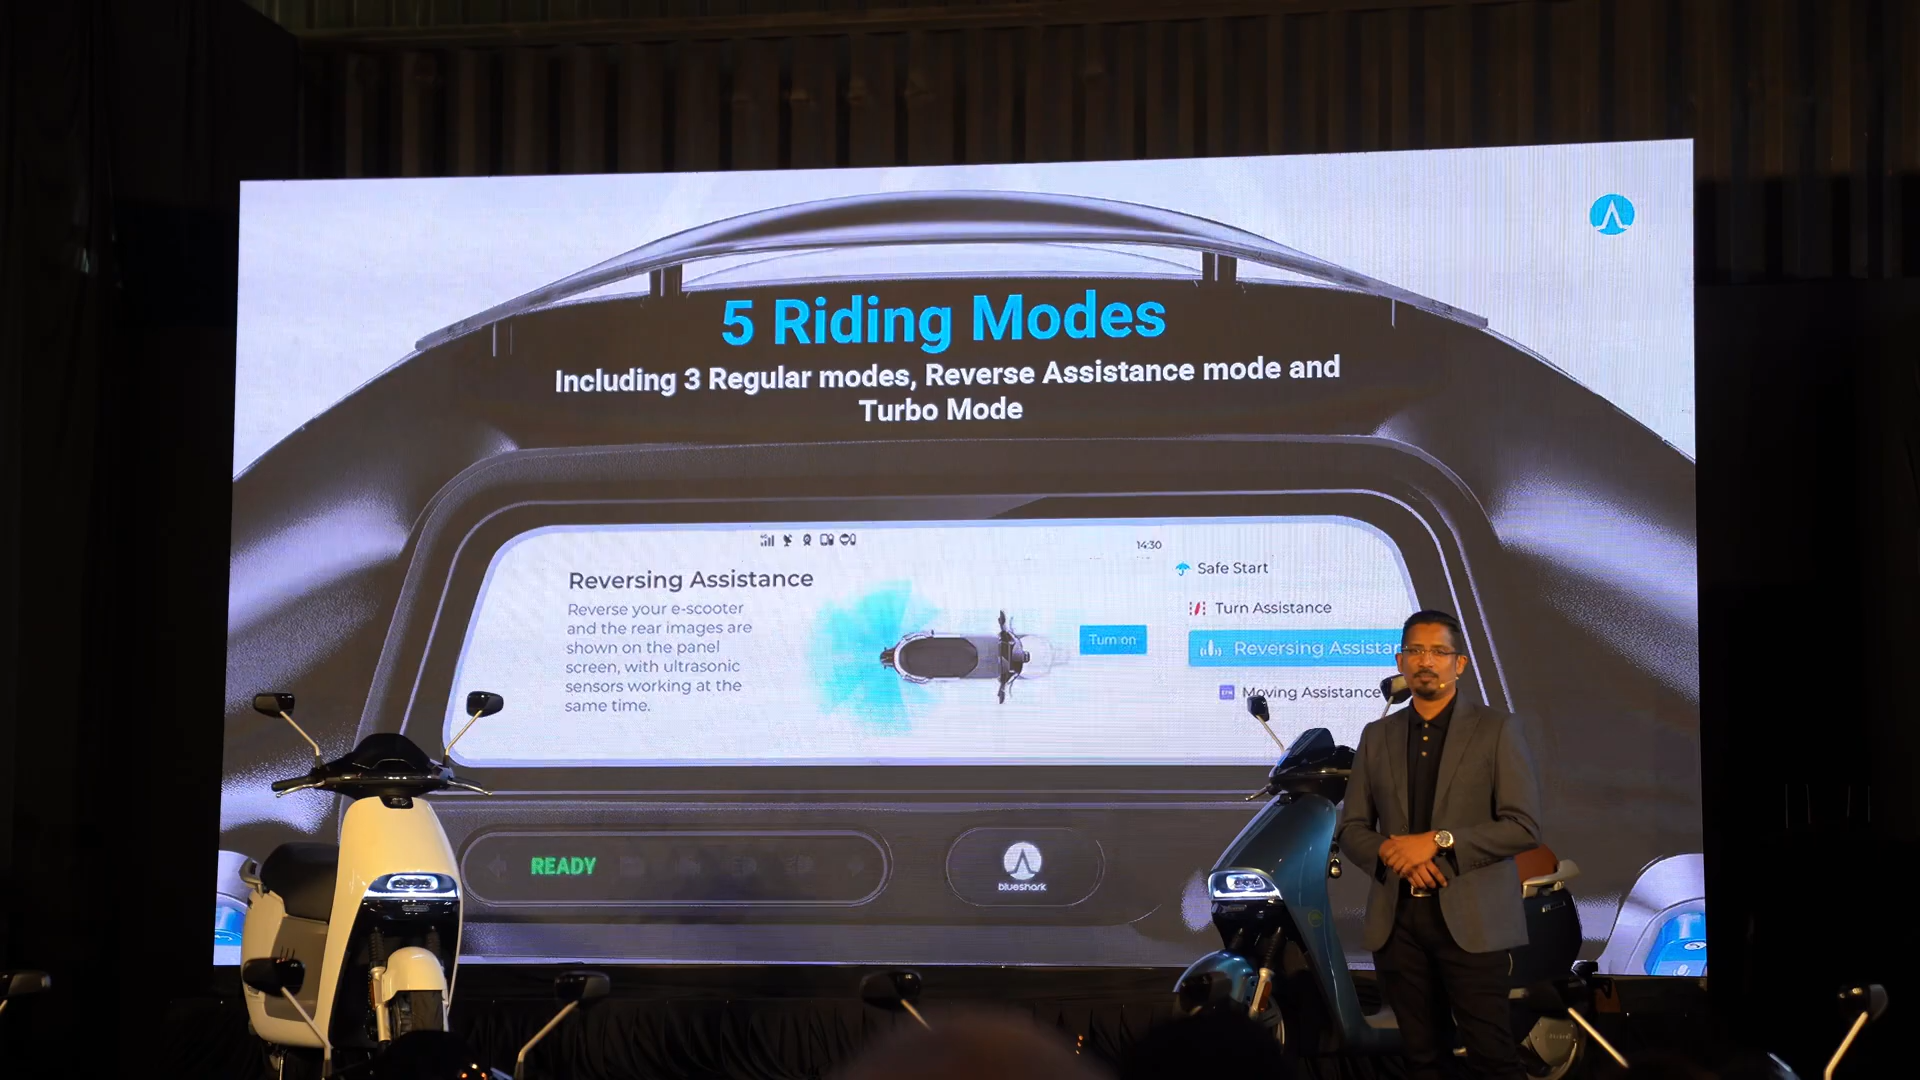 5 Riding Modes
Including 3 Regular modes, Reverse Assistance mode and
Turbo Mode
14:30
Reversing Assistance
Reverse your e-scooter
and the rear images are
shown on the panel
screen, with ultrasonic
sensors working at the
same time.
Turn on
Safe Start
Turn Assistance
Reversing Assistar
Moving Assistance
READY
blueshark